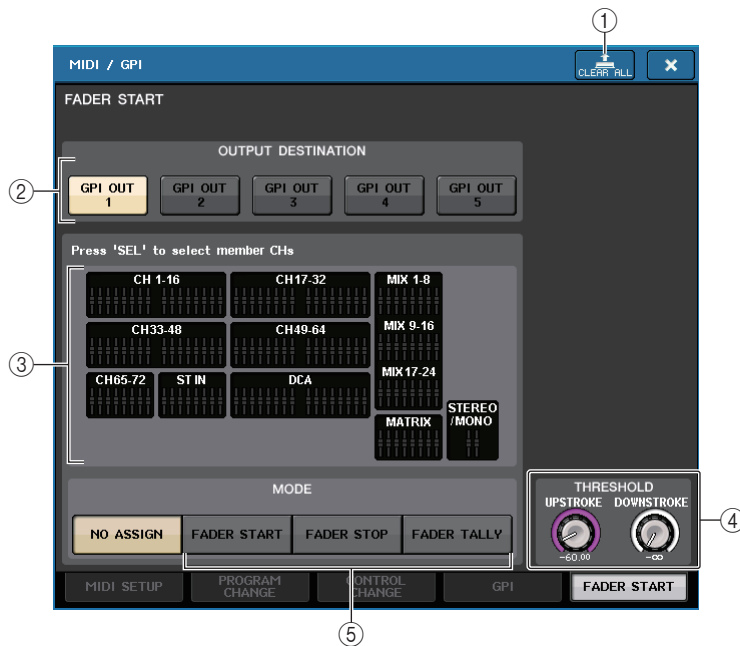 ①
MIDI / GPI
CLEAR ALL
×
FADER START
OUTPUT DESTINATION
②
GPI OUT 1
GPI OUT 2
GPI OUT 3
GPI OUT 4
GPI OUT 5
Press 'SEL' to select member CHs
③
CH 1-16
CH17-32
MIX 1-8
CH33-48
CH49-64
MIX 9-16
CH65-72
ST IN
DCA
MIX17-24
MATRIX
STEREO
/MONO
MODE
NO ASSIGN
FADER START
FADER STOP
FADER TALLY
THRESHOLD
UPSTROKE
DOWNSTROKE
-60.00
-∞
④
MIDI SETUP
PROGRAM
CHANGE
CONTROL
CHANGE
GPI
FADER START
⑤